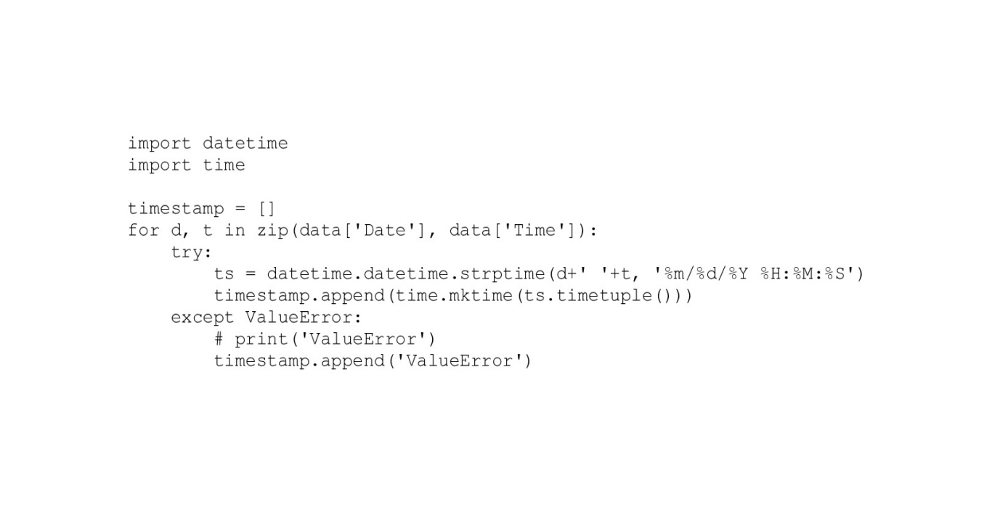 import datetime
import time

timestamp = []
for d, t in zip(data['Date'], data['Time']):
    try:
        ts = datetime.datetime.strptime(d+' '+t, '%m/%d/%Y %H:%M:%S')
        timestamp.append(time.mktime(ts.timetuple()))
    except ValueError:
        # print('ValueError')
        timestamp.append('ValueError')